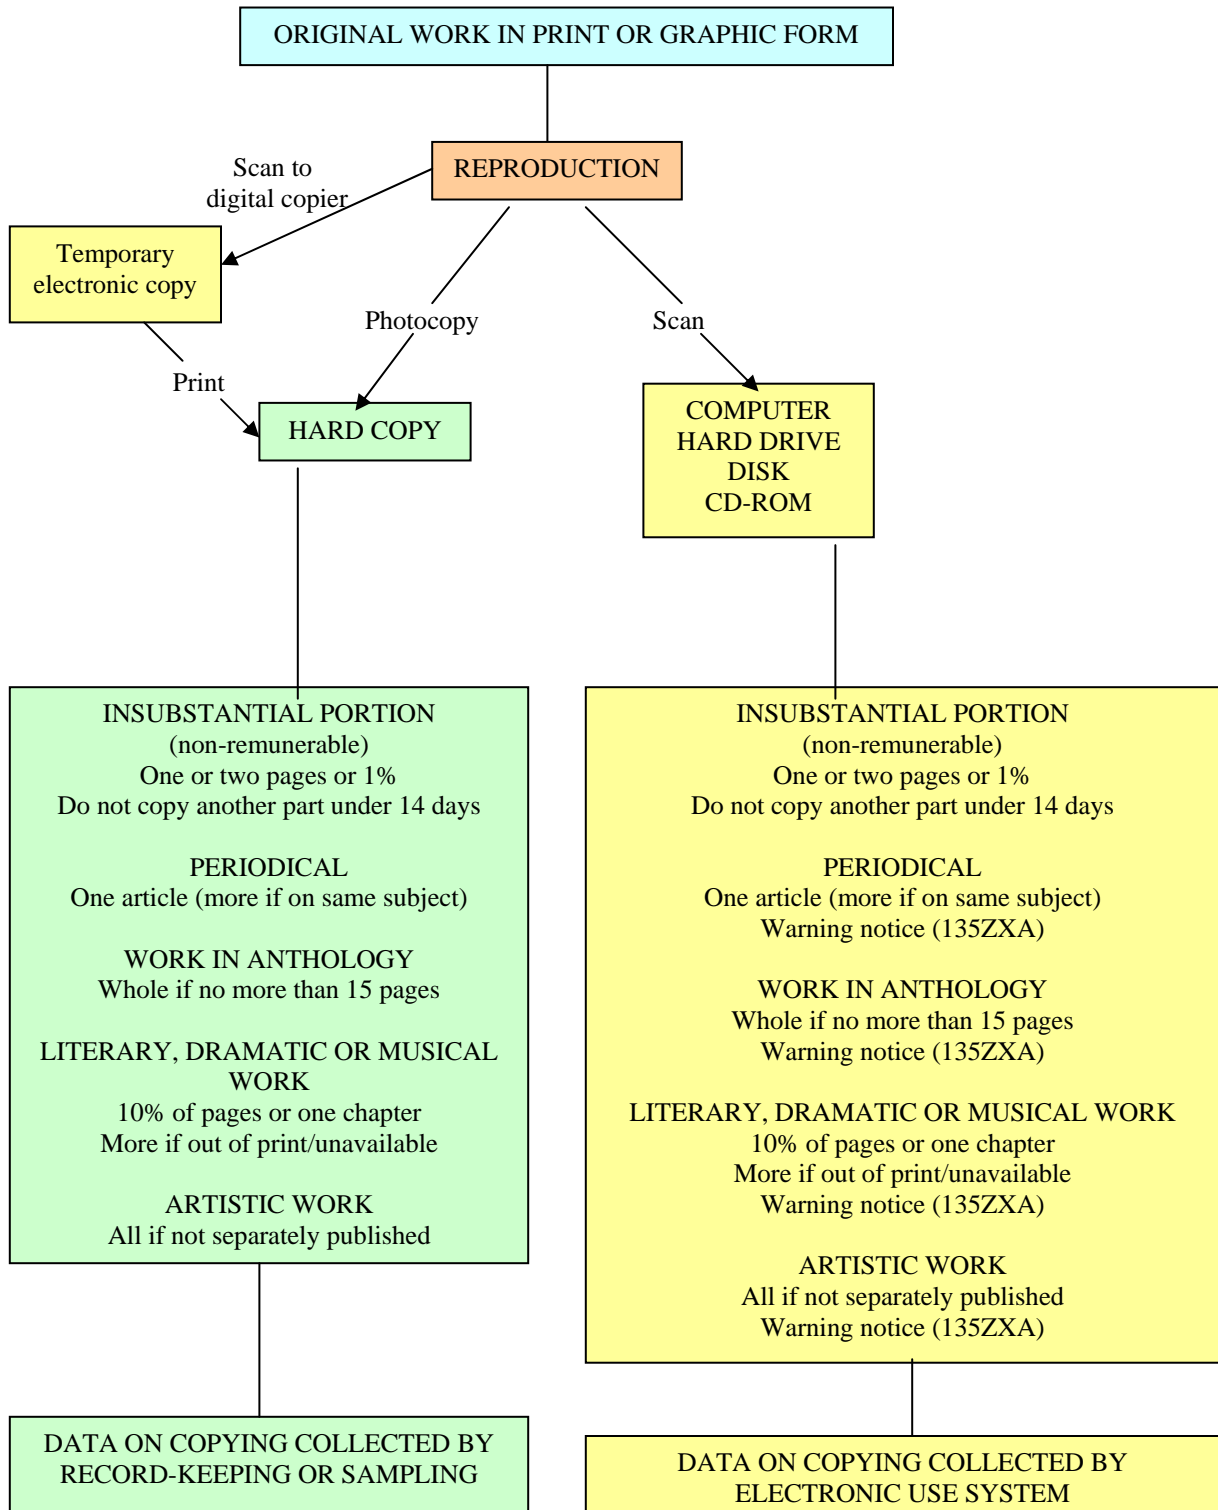 ORIGINAL WORK IN PRINT OR GRAPHIC FORM
REPRODUCTION
Scan to
digital copier
Temporary
electronic copy
Photocopy
Scan
Print
HARD COPY
COMPUTER
HARD DRIVE
DISK
CD-ROM
INSUBSTANTIAL PORTION
(non-remunerable)
One or two pages or 1%
Do not copy another part under 14 days
PERIODICAL
One article (more if on same subject)
WORK IN ANTHOLOGY
Whole if no more than 15 pages
LITERARY, DRAMATIC OR MUSICAL
WORK
10% of pages or one chapter
More if out of print/unavailable
ARTISTIC WORK
All if not separately published
INSUBSTANTIAL PORTION
(non-remunerable)
One or two pages or 1%
Do not copy another part under 14 days
PERIODICAL
One article (more if on same subject)
Warning notice (135ZXA)
WORK IN ANTHOLOGY
Whole if no more than 15 pages
Warning notice (135ZXA)
LITERARY, DRAMATIC OR MUSICAL WORK
10% of pages or one chapter
More if out of print/unavailable
Warning notice (135ZXA)
ARTISTIC WORK
All if not separately published
Warning notice (135ZXA)
DATA ON COPYING COLLECTED BY
RECORD-KEEPING OR SAMPLING
DATA ON COPYING COLLECTED BY
ELECTRONIC USE SYSTEM